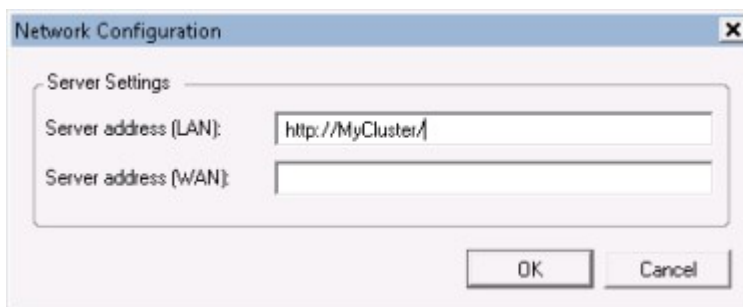 Network Configuration
Server Settings
Server address (LAN): http://MyCluster/
Server address (WAN):
OK Cancel